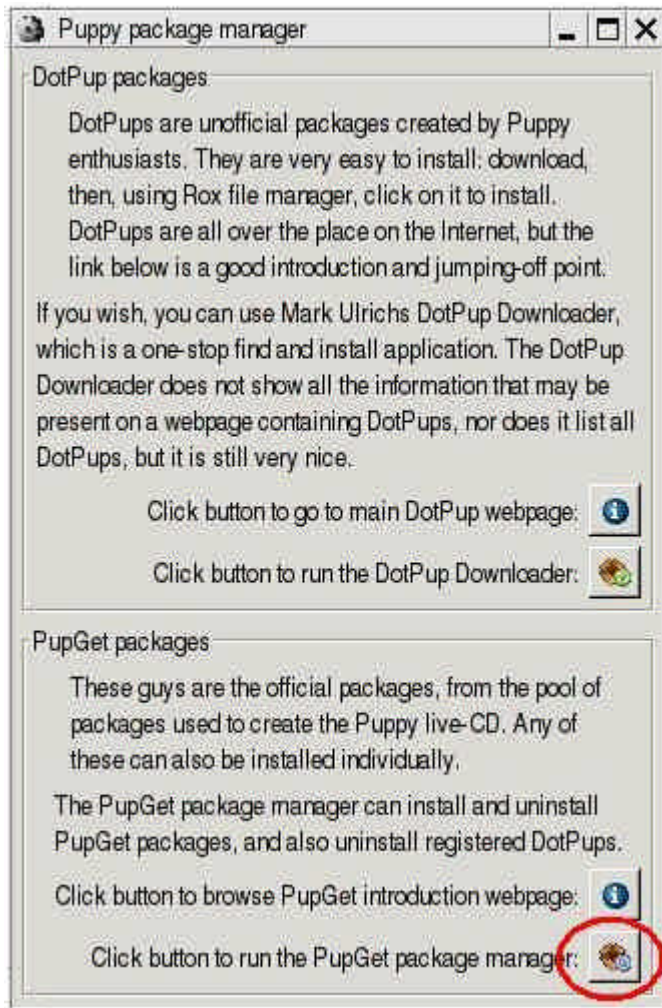 Puppy package manager
DotPup packages
DotPups are unofficial packages created by Puppy
enthusiasts. They are very easy to install: download,
then, using Rox file manager, click on it to install.
DotPups are all over the place on the Internet, but the
link below is a good introduction and jumping-off point.
If you wish, you can use Mark Ulrichs DotPup Downloader,
which is a one-stop find and install application. The DotPup
Downloader does not show all the information that may be
present on a webpage containing DotPups, nor does it list all
DotPups, but it is still very nice.
Click button to go to main DotPup webpage:
Click button to run the DotPup Downloader:
PupGet packages
These guys are the official packages, from the pool of
packages used to create the Puppy live-CD. Any of
these can also be installed individually.
The PupGet package manager can install and uninstall
PupGet packages, and also uninstall registered DotPups.
Click button to browse PupGet introduction webpage:
Click button to run the PupGet package manager: